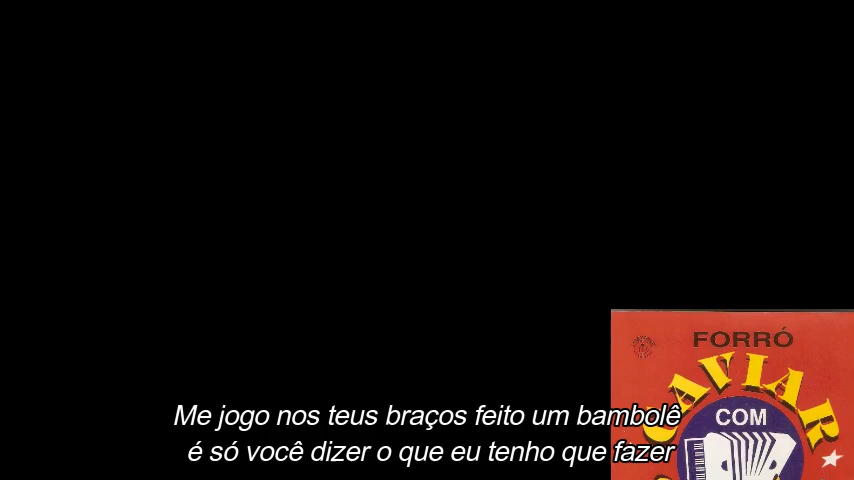 FORRÓ
CAVIAR
COM
Me jogo nos teus braços feito um bambolê
é só você dizer o que eu tenho que fazer